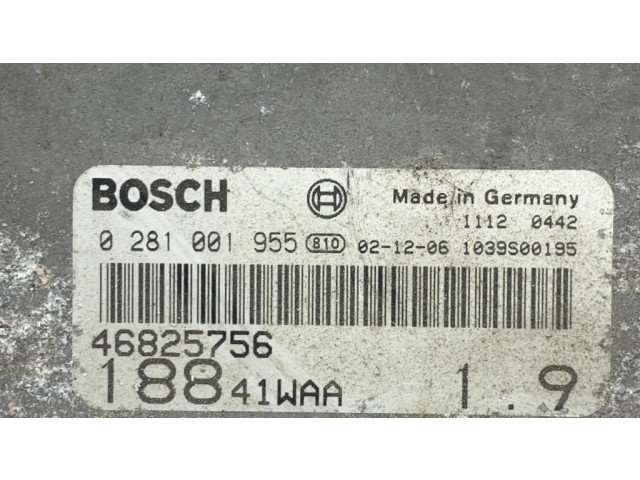 BOSCH Made in Germany
1112 0442
0 281 001 955 810 02-12-06 1039S00195
46825756
188 41WAA 1.9